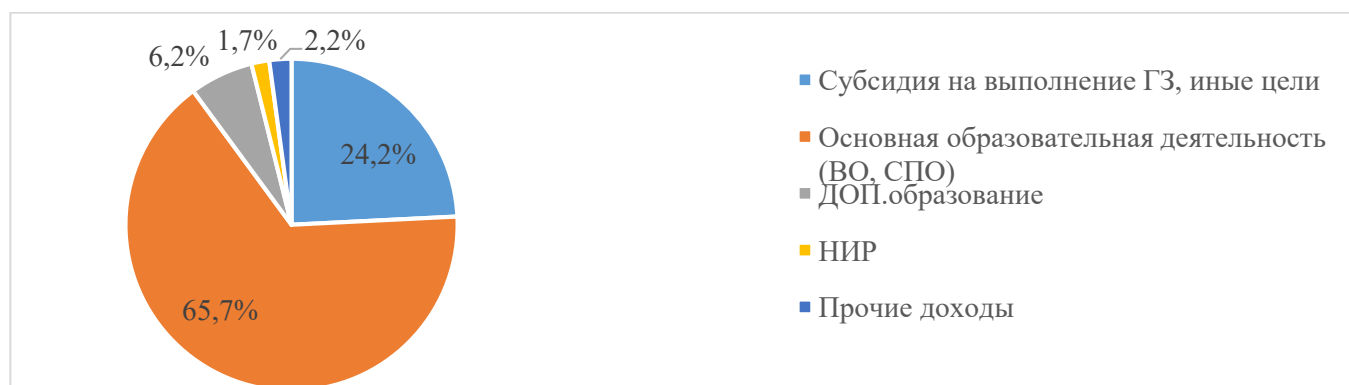 1,7%
2,2%
6,2%
24,2%
65,7%
Субсидия на выполнение ГЗ, иные цели
Основная образовательная деятельность
(ВО, СПО)
ДОП.образование
НИР
Прочие доходы